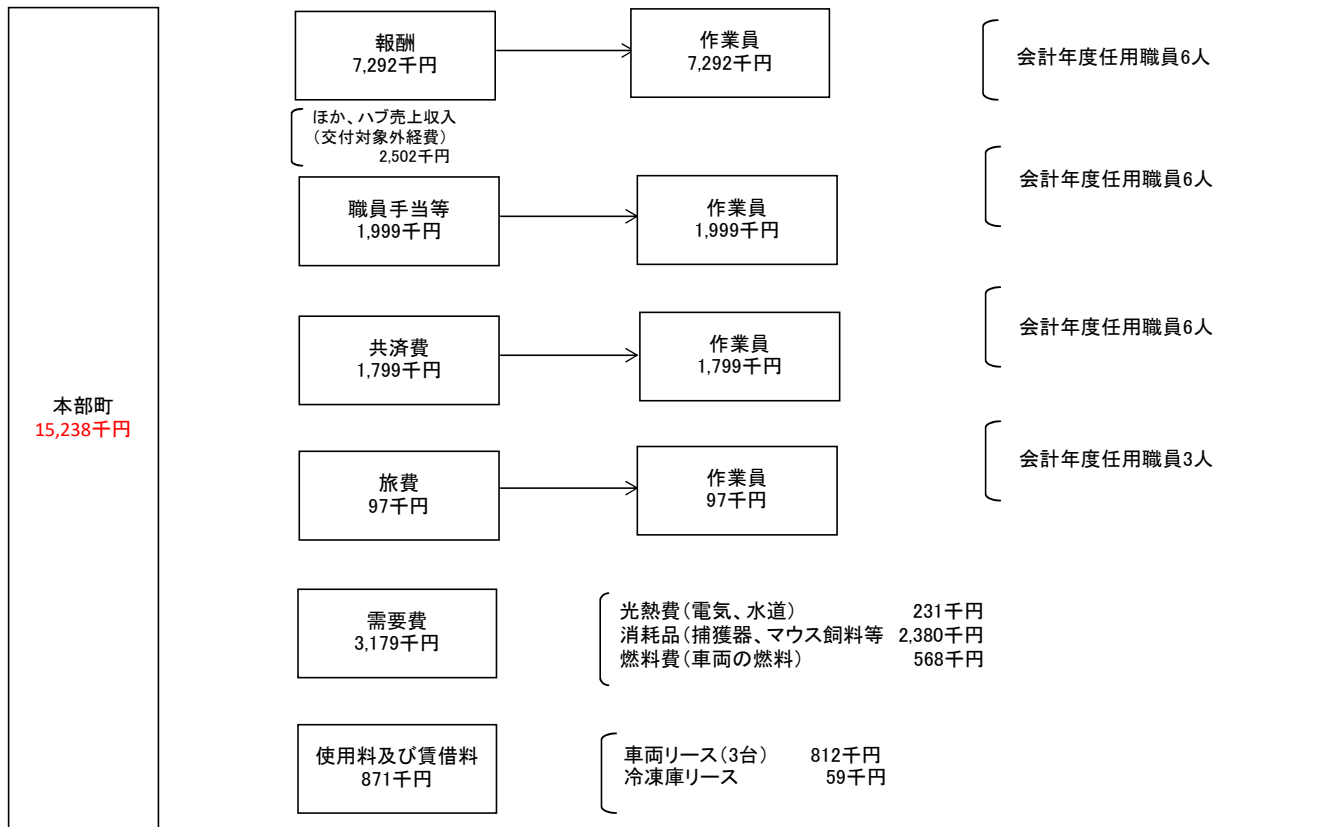 本部町
15,238千円
報酬
7,292千円
作業員
7,292千円
会計年度任用職員6人
ほか、ハブ売上収入
(交付対象外経費)
2,502千円
職員手当等
1,999千円
作業員
1,999千円
会計年度任用職員6人
共済費
1,799千円
作業員
1,799千円
会計年度任用職員6人
旅費
97千円
作業員
97千円
会計年度任用職員3人
需要費
3,179千円
光熱費(電気、水道) 231千円
消耗品(捕獲器、マウス飼料等 2,380千円
燃料費(車両の燃料) 568千円
使用料及び賃借料
871千円
車両リース(3台) 812千円
冷凍庫リース 59千円